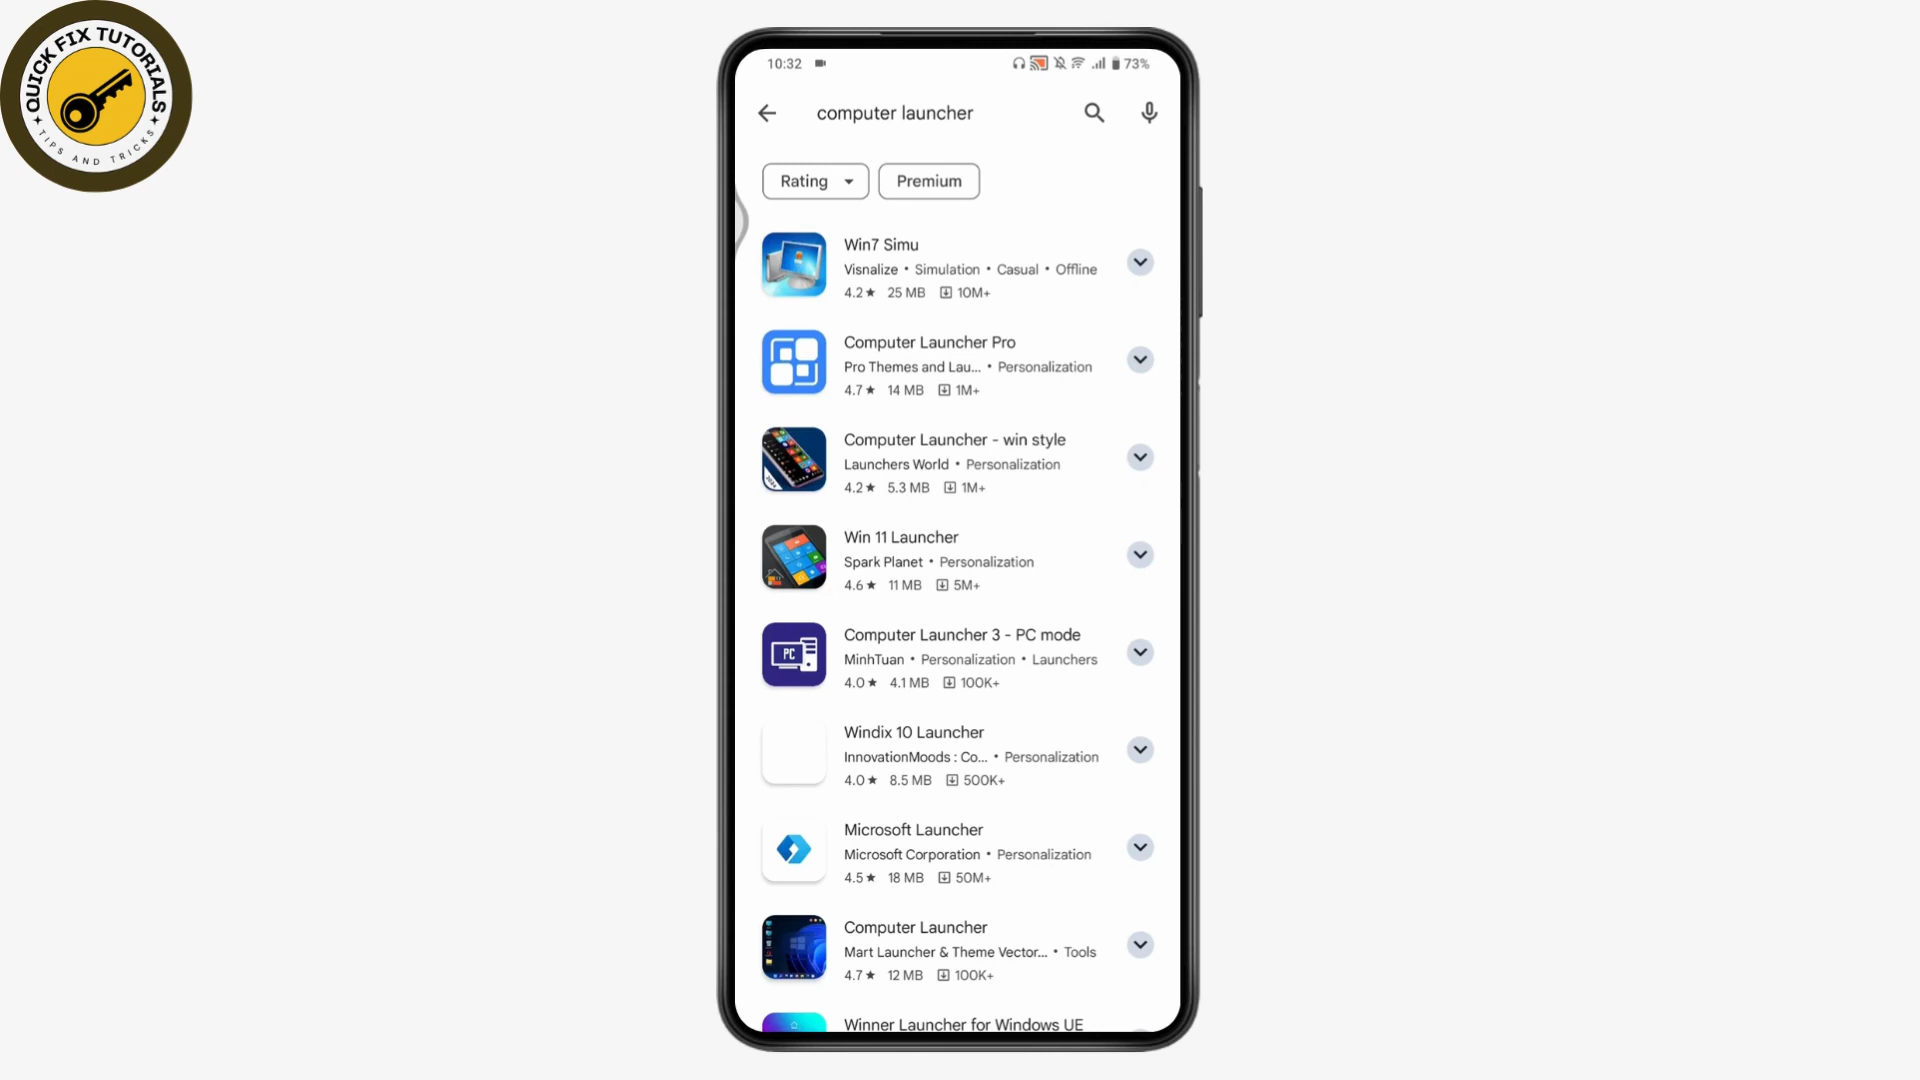 QUICK FIX TUTORIALS
TIPS AND TRICKS
10:32
73%
computer launcher
Rating
Premium
Win7 Simu
Visnalize • Simulation • Casual • Offline
4.2★ 25 MB 10M+
Computer Launcher Pro
Pro Themes and Lau... • Personalization
4.7★ 14 MB 1M+
Computer Launcher - win style
Launchers World • Personalization
4.2★ 5.3 MB 1M+
Win 11 Launcher
Spark Planet • Personalization
4.6★ 11 MB 5M+
PC
Computer Launcher 3 - PC mode
MinhTuan • Personalization • Launchers
4.0★ 4.1 MB 100K+
Windix 10 Launcher
InnovationMoods : Co... • Personalization
4.0★ 8.5 MB 500K+
Microsoft Launcher
Microsoft Corporation • Personalization
4.5★ 18 MB 50M+
Computer Launcher
Mart Launcher & Theme Vector... • Tools
4.7★ 12 MB 100K+
Winner Launcher for Windows UE